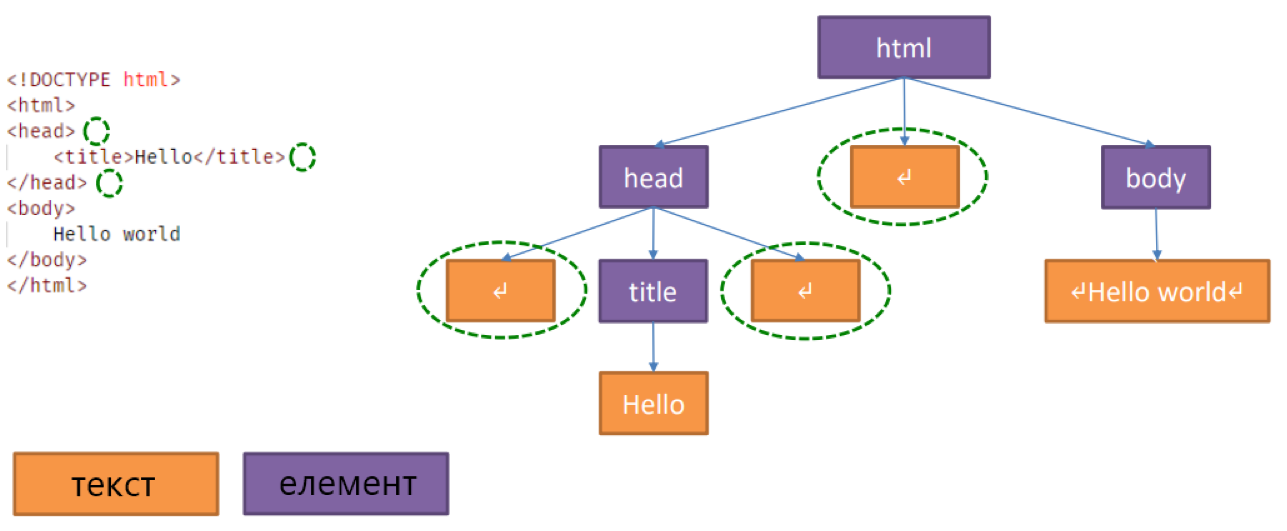 <!DOCTYPE html>
<html>
<head>
<title>Hello</title>
</head>
<body>
Hello world
</body>
</html>
html
head
↵
body
↵
title
↵
↵Hello world↵
Hello
текст
елемент